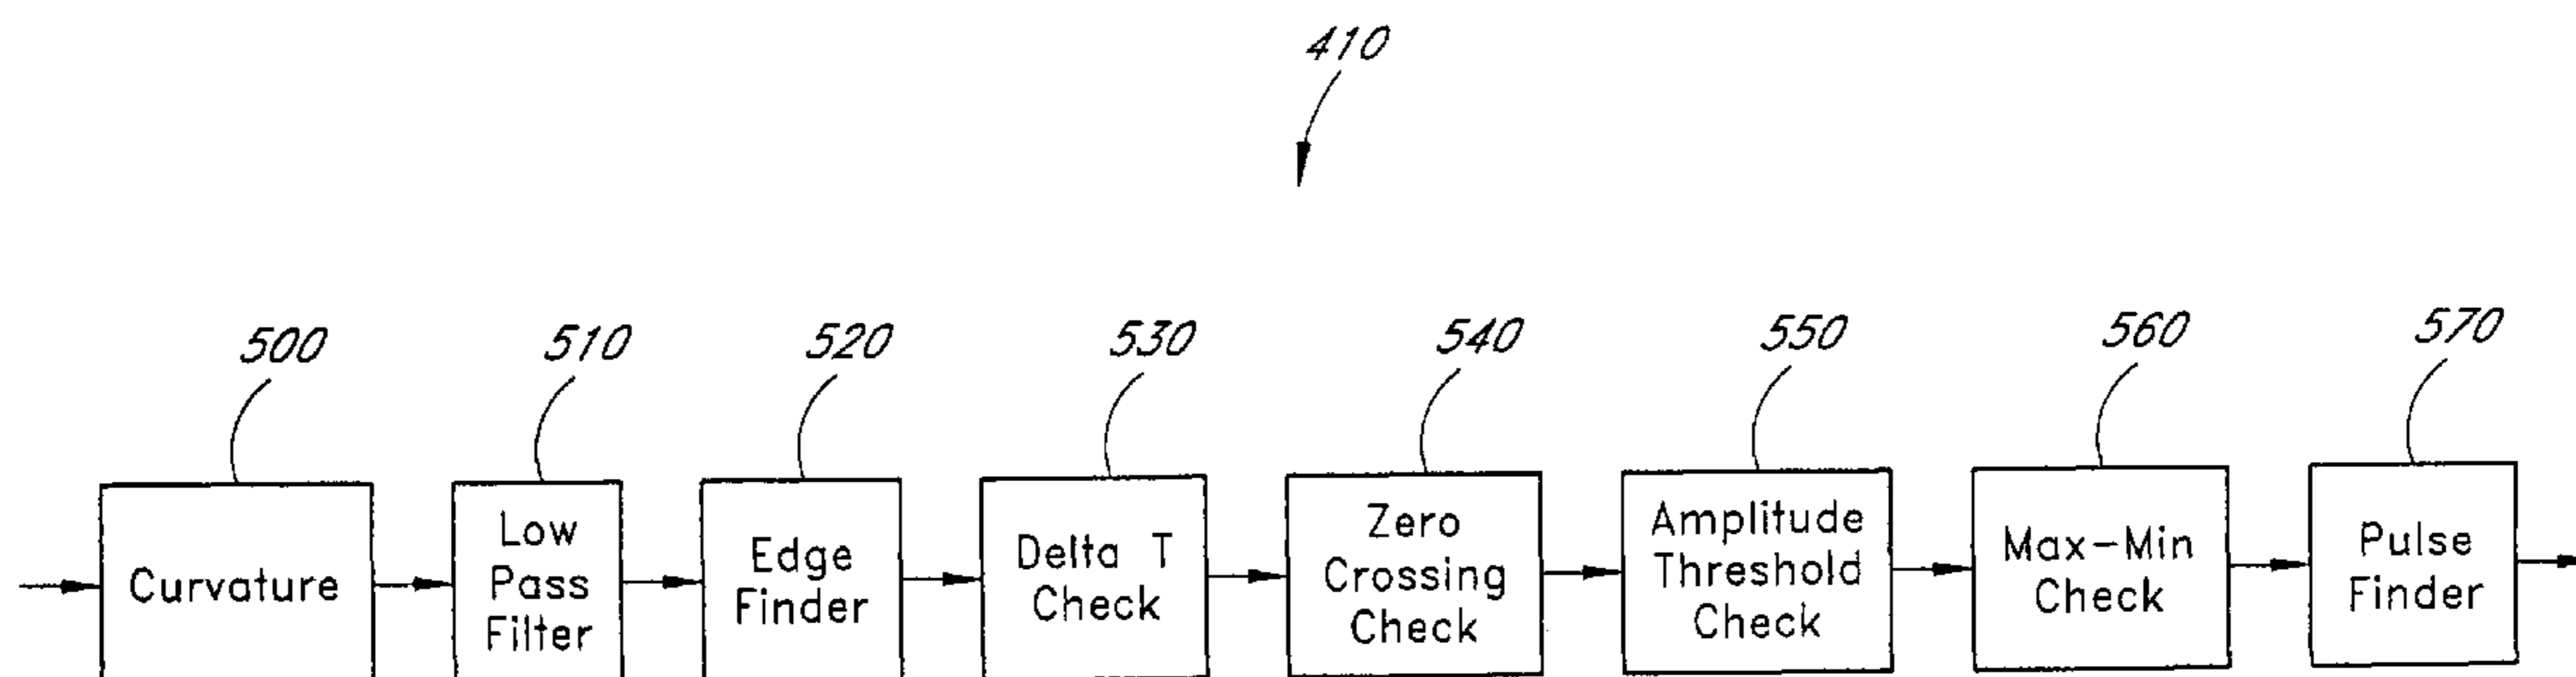 410
500
510
520
530
540
550
560
570
Curvature
Low
Pass
Filter
Edge
Finder
Delta T
Check
Zero
Crossing
Check
Amplitude
Threshold
Check
Max-Min
Check
Pulse
Finder